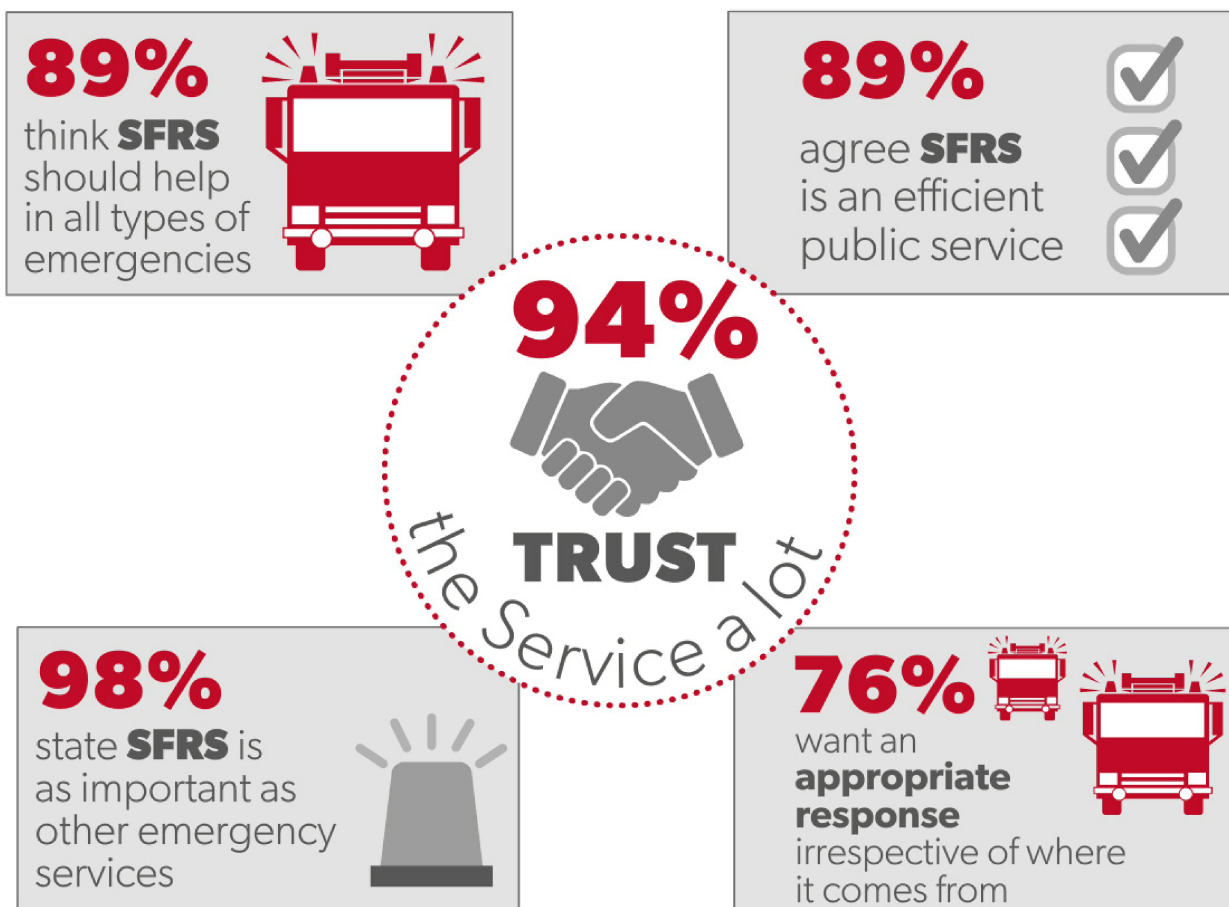 89%
think SFRS
should help
in all types of
emergencies
89%
agree SFRS
is an efficient
public service
94%
TRUST
the Service a lot
98%
state SFRS is
as important as
other emergency
services
76%
want an
appropriate
response
irrespective of where
it comes from